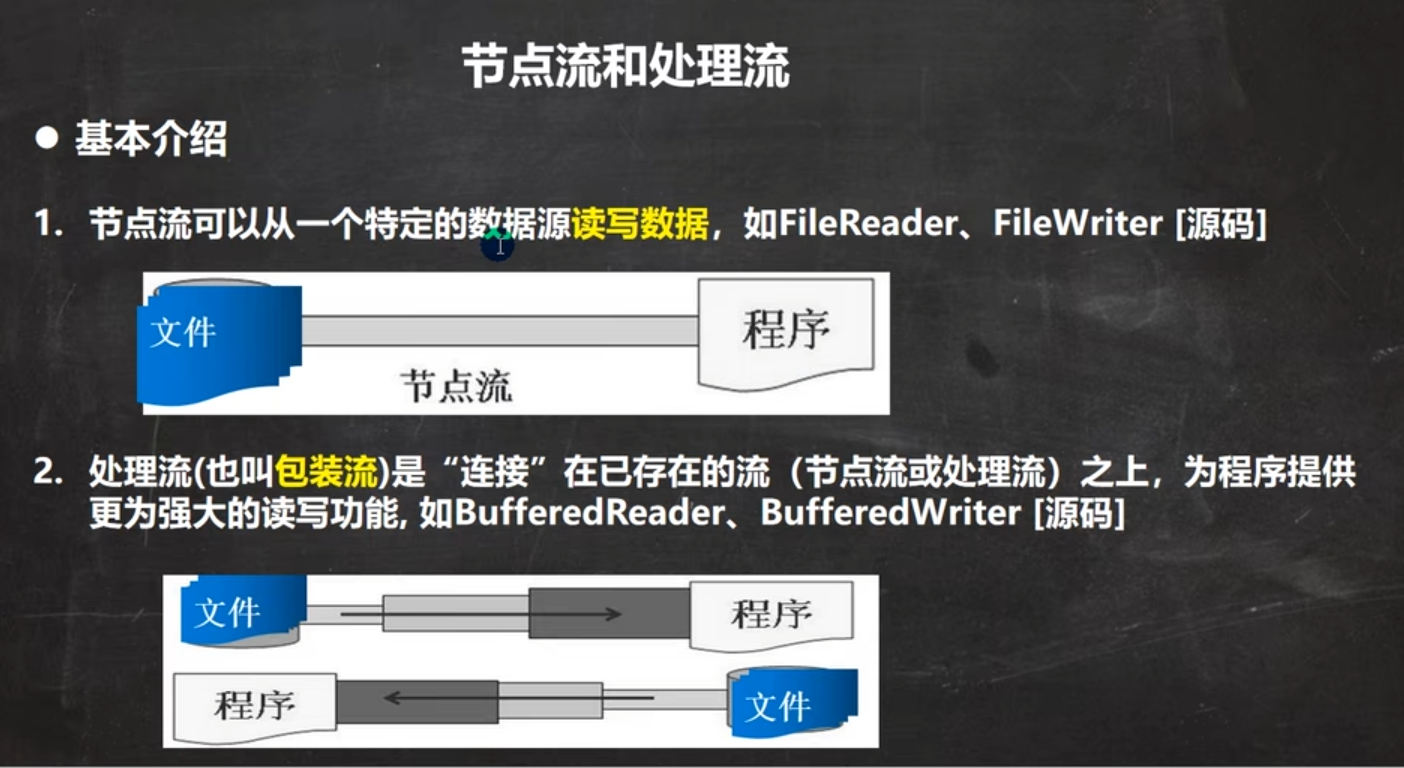 节点流和处理流
● 基本介绍
1. 节点流可以从一个特定的数据源读写数据，如FileReader、FileWriter [源码]
文件
程序
节点流
2. 处理流(也叫包装流)是“连接”在已存在的流（节点流或处理流）之上，为程序提供
更为强大的读写功能, 如BufferedReader、BufferedWriter [源码]
文件
程序
程序
文件